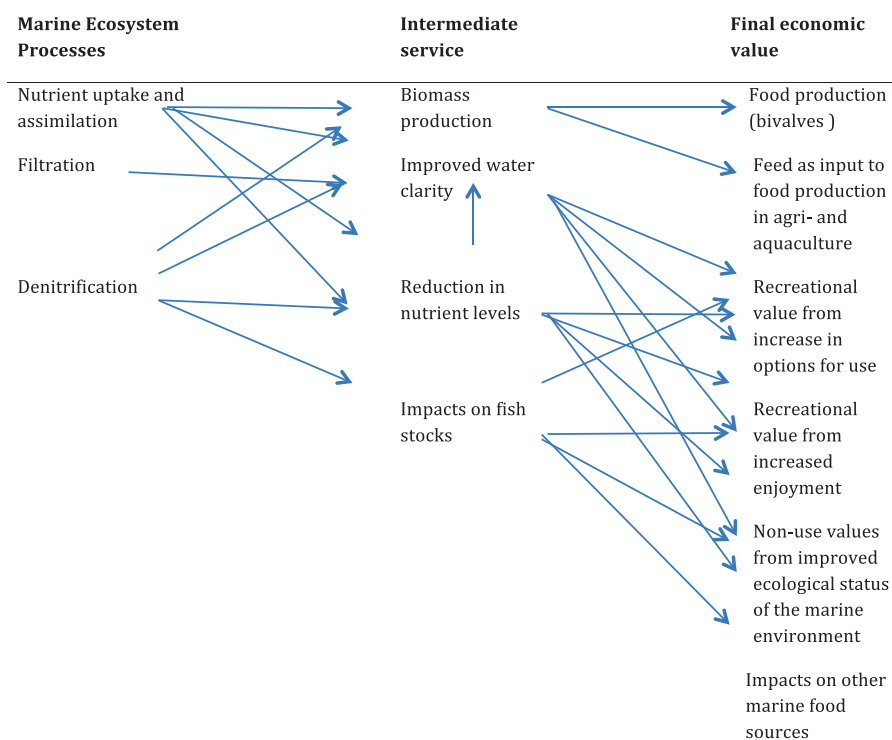 Marine Ecosystem
Processes
Intermediate
service
Final economic
value
Nutrient uptake and
assimilation
Biomass
production
Food production
(bivalves )
Filtration
Improved water
clarity
Feed as input to
food production
in agri- and
aquaculture
Denitrification
Reduction in
nutrient levels
Recreational
value from
increase in
options for use
Impacts on fish
stocks
Recreational
value from
increased
enjoyment
Non-use values
from improved
ecological status
of the marine
environment
Impacts on other
marine food
sources